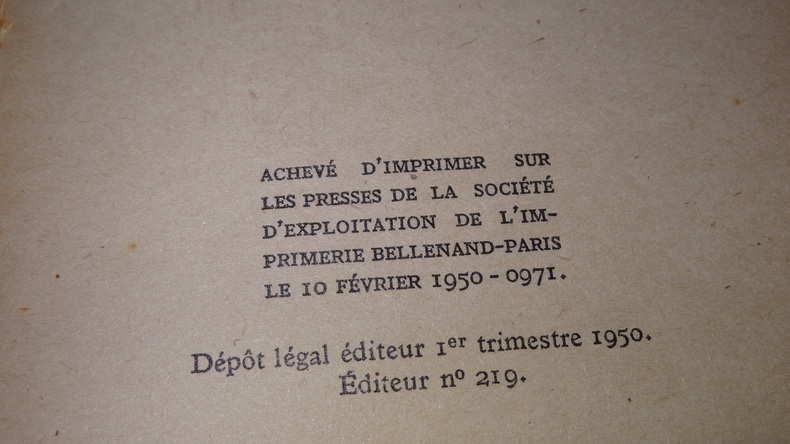 ACHEVÉ D'IMPRIMER SUR
LES PRESSES DE LA SOCIÉTÉ
D'EXPLOITATION DE L'IM-
PRIMERIE BELLENAND-PARIS
LE 10 FÉVRIER 1950 - 0971.
Dépôt légal éditeur 1er trimestre 1950.
Éditeur nº 219.